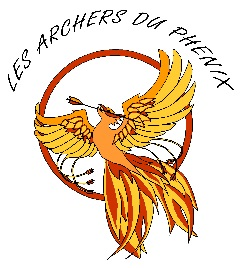 LES ARCHERS DU PHENIX